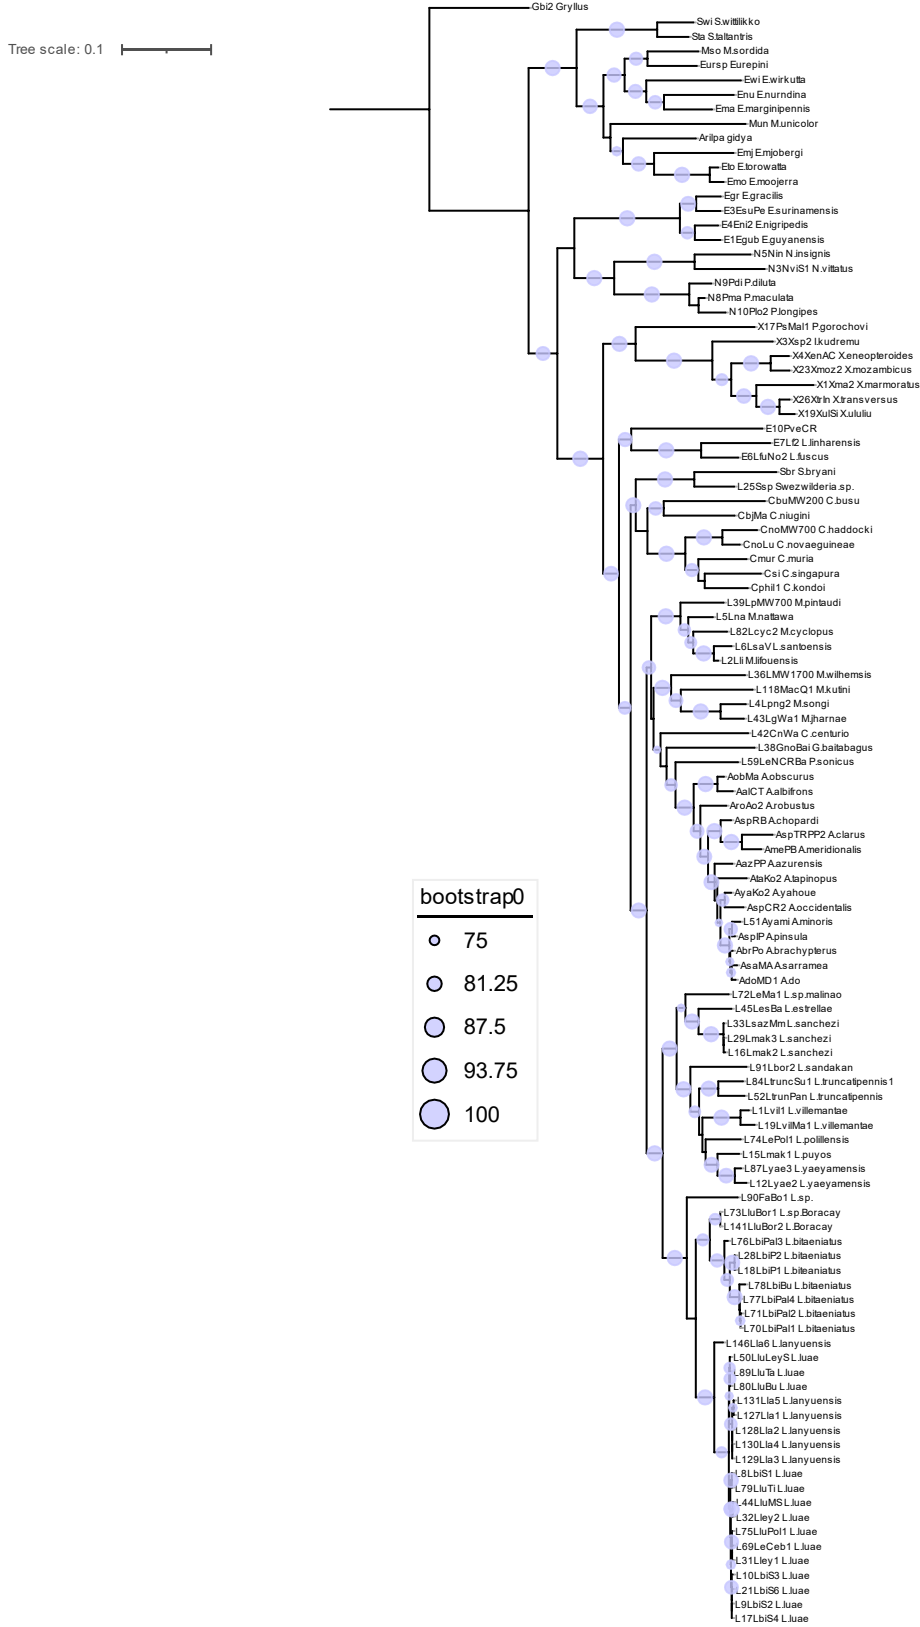 Gbi2 Gryllus
Swi S.wittilikko
Tree scale: 0.1
Sta S.taltantris
Mso M.sordida
Eursp Eurepini
Ewi E.wirkutta
Enu E.nurndina
Ema E.marginipennis
Mun M.unicolor
Arilpa gidya
Emj E.mjobergi
Eto E.torowatta
Emo E.moojerra
Egr E.gracilis
E3EsuPe E.surinamensis
E4Eni2 E.nigripedis
E1Egub E.guyanensis
N5Nin N.insignis
N3NviS1 N.vittatus
N9Pdi P.diluta
N8Pma P.maculata
N10Plo2 P.longipes
X17PsMal1 P.gorochovi
X3Xsp2 I.kudremu
X4XenAC X.eneopteroides
X23Xmoz2 X.mozambicus
X1Xma2 X.marmoratus
X26Xtrln X.transversus
X19XulSi X.ululiu
E10PveCR
E7Lf2 L.linharensis
E6LfuNo2 L.fuscus
Sbr S.bryani
L25Ssp Swezwilderia.sp.
CbuMW200 C.busu
CbjMa C.niugini
CnoMW700 C.haddocki
CnoLu C.novaeguineae
Cmur C.muria
Csi C.singapura
Cphil1 C.kondoi
L39LpMW700 M.pintaudi
L5Lna M.nattawa
L82Lcyc2 M.cyclopus
L6LsaV L.santoensis
L2Lli M.lifouensis
L36LMW1700 M.wilhemsis
L118MacQ1 M.kutini
L4Lpng2 M.songi
L43LgWa1 M.jharnae
L42CnWa C.centurio
L38GnoBai G.baitabagus
L59LeNCRBa P.sonicus
AobMa A.obscurus
AalCT A.albifrons
AroAo2 A.robustus
AspRB A.chopardi
AspTRPP2 A.clarus
AmePB A.meridionalis
AazPP A.azurensis
AtaKo2 A.tapinopus
AyaKo2 A.yahoue
AspCR2 A.occidentalis
L51Ayami A.minoris
AspIP A.pinsula
AbrPo A.brachypterus
AsaMA A.sarramea
AdoMD1 A.do
L72LeMa1 L.sp.malinao
L45LesBa L.estrellae
L33LsazMm L.sanchezi
L29Lmak3 L.sanchezi
L16Lmak2 L.sanchezi
L91Lbor2 L.sandakan
L84LtruncSu1 L.truncatipennis1
L52LtrunPan L.truncatipennis
L1Lvil1 L.villemantae
L19LvilMa1 L.villemantae
L74LePol1 L.polillensis
L15Lmak1 L.puyos
L87Lyae3 L.yaeyamensis
L12Lyae2 L.yaeyamensis
L90FaBo1 L.sp.
L73LluBor1 L.sp.Boracay
L141LluBor2 L.Boracay
L76LbiPal3 L.bitaeniatus
L28LbiP2 L.bitaeniatus
L18LbiP1 L.biteaniatus
L78LbiBu L.bitaeniatus
L77LbiPal4 L.bitaeniatus
L71LbiPal2 L.bitaeniatus
L70LbiPal1 L.bitaeniatus
L146Lla6 L.lanyuensis
L50LluLeyS L.luae
L89LluTa L.luae
L80LluBu L.luae
L131Lla5 L.lanyuensis
L127Lla1 L.lanyuensis
L128Lla2 L.lanyuensis
L130Lla4 L.lanyuensis
L129Lla3 L.lanyuensis
L8LbiS1 L.luae
L79LluTi L.luae
L44LluMS L.luae
L32Lley2 L.luae
L75LluPol1 L.luae
L69LeCeb1 L.luae
L31Lley1 L.luae
L10LbiS3 L.luae
L21LbiS6 L.luae
L9LbiS2 L.luae
L17LbiS4 L.luae
bootstrap0
75
81.25
87.5
93.75
100